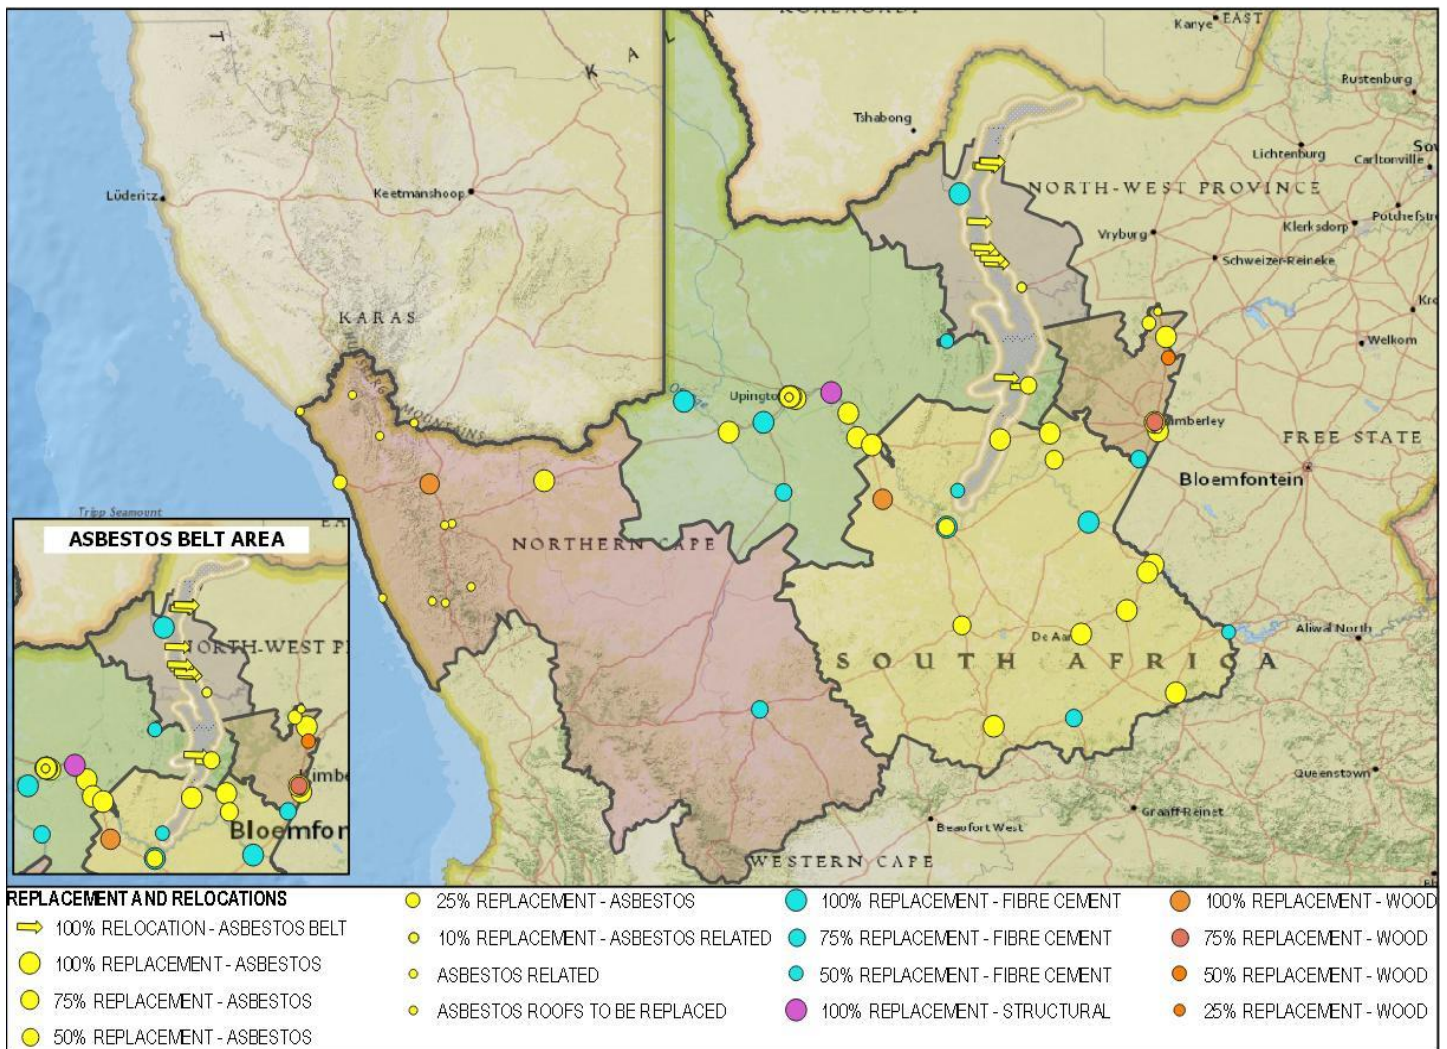 KGALAGADI
Kanye
EAST
T
K A L A
Rustenburg
Tshabong
Lichtenburg
Carltonville
Sow
NORTH-WEST PROVINCE
Lüderitz
Keetmanshoop
Potchefstr
Vryburg
Klerksdorp
Schweizer-Reineke
KARAS
Kro
Welkom
MOUNTAINS
Upington
Kimberley
FREE STATE
Bloemfontein
Tripp Seamount
NORTHERN CAPE
De Aar
Aliwal North
SOUTH AFRICA
Queenstown
Graaff-Reinet
Beaufort West
WESTERN CAPE
ASBESTOS BELT AREA
NORTH-WEST P
Kimbe
Bloemfon
REPLACEMENT AND RELOCATIONS
100% RELOCATION - ASBESTOS BELT
100% REPLACEMENT - ASBESTOS
75% REPLACEMENT - ASBESTOS
50% REPLACEMENT - ASBESTOS
25% REPLACEMENT - ASBESTOS
10% REPLACEMENT - ASBESTOS RELATED
ASBESTOS RELATED
ASBESTOS ROOFS TO BE REPLACED
100% REPLACEMENT - FIBRE CEMENT
75% REPLACEMENT - FIBRE CEMENT
50% REPLACEMENT - FIBRE CEMENT
100% REPLACEMENT - STRUCTURAL
100% REPLACEMENT - WOOD
75% REPLACEMENT - WOOD
50% REPLACEMENT - WOOD
25% REPLACEMENT - WOOD